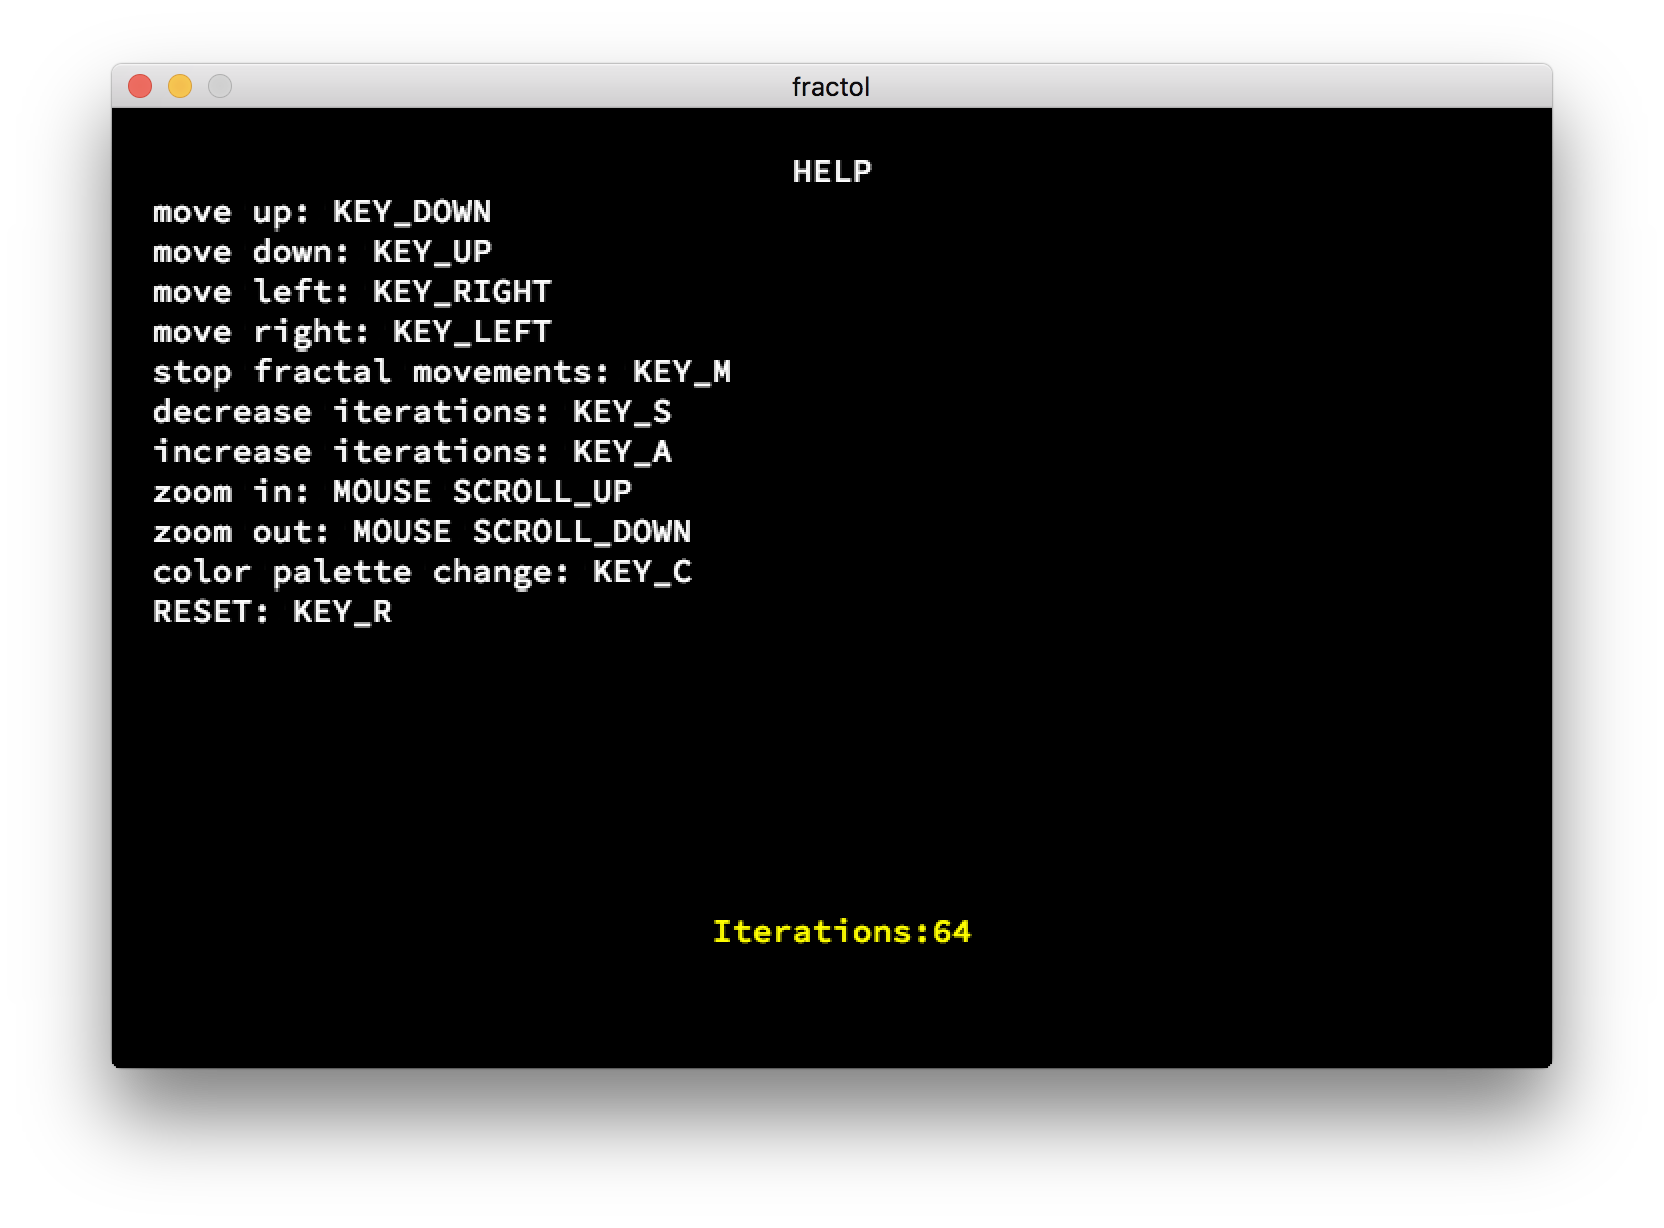 fractol
HELP
move up: KEY_DOWN
move down: KEY_UP
move left: KEY_RIGHT
move right: KEY_LEFT
stop fractal movements: KEY_M
decrease iterations: KEY_S
increase iterations: KEY_A
zoom in: MOUSE SCROLL_UP
zoom out: MOUSE SCROLL_DOWN
color palette change: KEY_C
RESET: KEY_R
Iterations:64